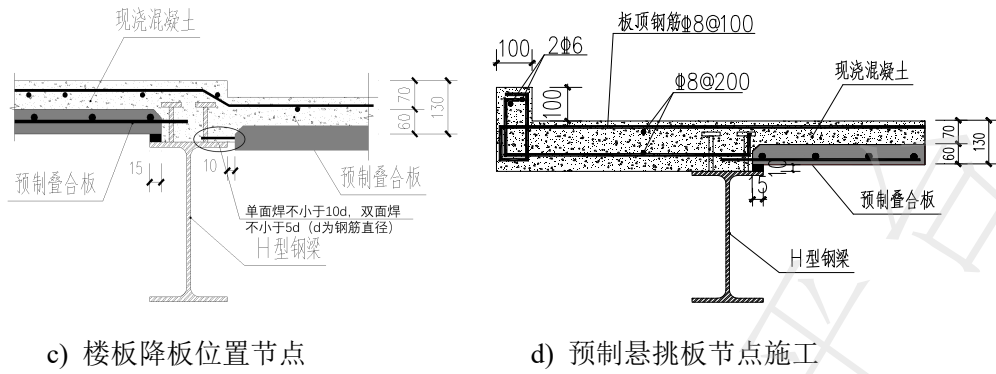 现浇混凝土
70
60
130
15
10
预制叠合板
预制叠合板
单面焊不小于10d，双面焊
不小于5d（d为钢筋直径）
H型钢梁
c) 楼板降板位置节点
100
2Φ6
板顶钢筋Φ8@100
Φ8@200
现浇混凝土
100
70
60
130
10
15
预制叠合板
H型钢梁
d) 预制悬挑板节点施工